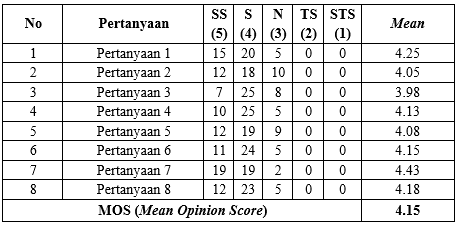 No Pertanyaan SS (5) S (4) N (3) TS (2) STS (1) Mean
1 Pertanyaan 1 15 20 5 0 0 4.25
2 Pertanyaan 2 12 18 10 0 0 4.05
3 Pertanyaan 3 7 25 8 0 0 3.98
4 Pertanyaan 4 10 25 5 0 0 4.13
5 Pertanyaan 5 12 19 9 0 0 4.08
6 Pertanyaan 6 11 24 5 0 0 4.15
7 Pertanyaan 7 19 19 2 0 0 4.43
8 Pertanyaan 8 12 23 5 0 0 4.18
MOS (Mean Opinion Score) 4.15